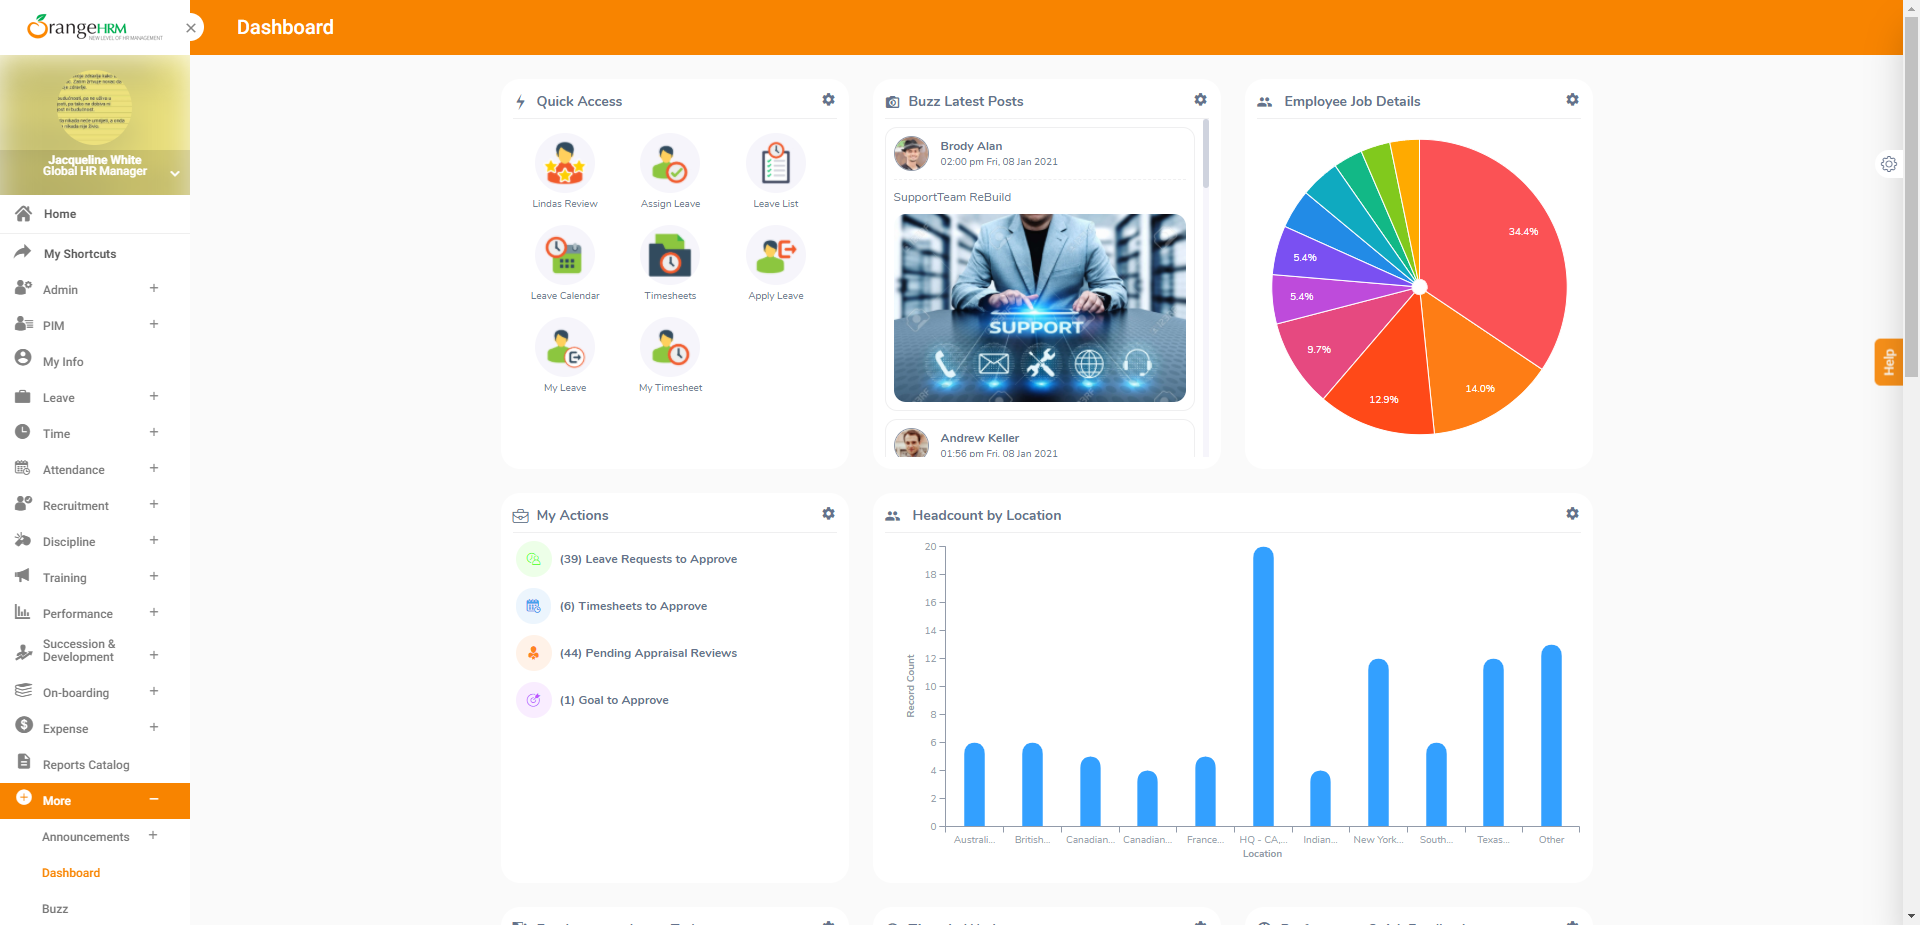 OrangeHRM
NEW LEVEL OF HR MANAGEMENT
Dashboard
Jacqueline White
Global HR Manager
Home
My Shortcuts
Admin
PIM
My Info
Leave
Time
Attendance
Recruitment
Discipline
Training
Performance
Succession &
Development
On-boarding
Expense
Reports Catalog
More
Announcements
Dashboard
Buzz
Quick Access
Lindas Review
Assign Leave
Leave List
Leave Calendar
Timesheets
Apply Leave
My Leave
My Timesheet
Buzz Latest Posts
Brody Alan
02:00 pm Fri, 08 Jan 2021
SupportTeam ReBuild
SUPPORT
Andrew Keller
01:56 pm Fri, 08 Jan 2021
Employee Job Details
34.4%
5.4%
5.4%
9.7%
14.0%
12.9%
Help
My Actions
(39) Leave Requests to Approve
(6) Timesheets to Approve
(44) Pending Appraisal Reviews
(1) Goal to Approve
Headcount by Location
20
18
16
14
12
10
8
6
4
2
0
Record Count
Australi...
British...
Canadian...
Canadian...
France...
HQ - CA,...
Indian...
New York...
South...
Texas...
Other
Location